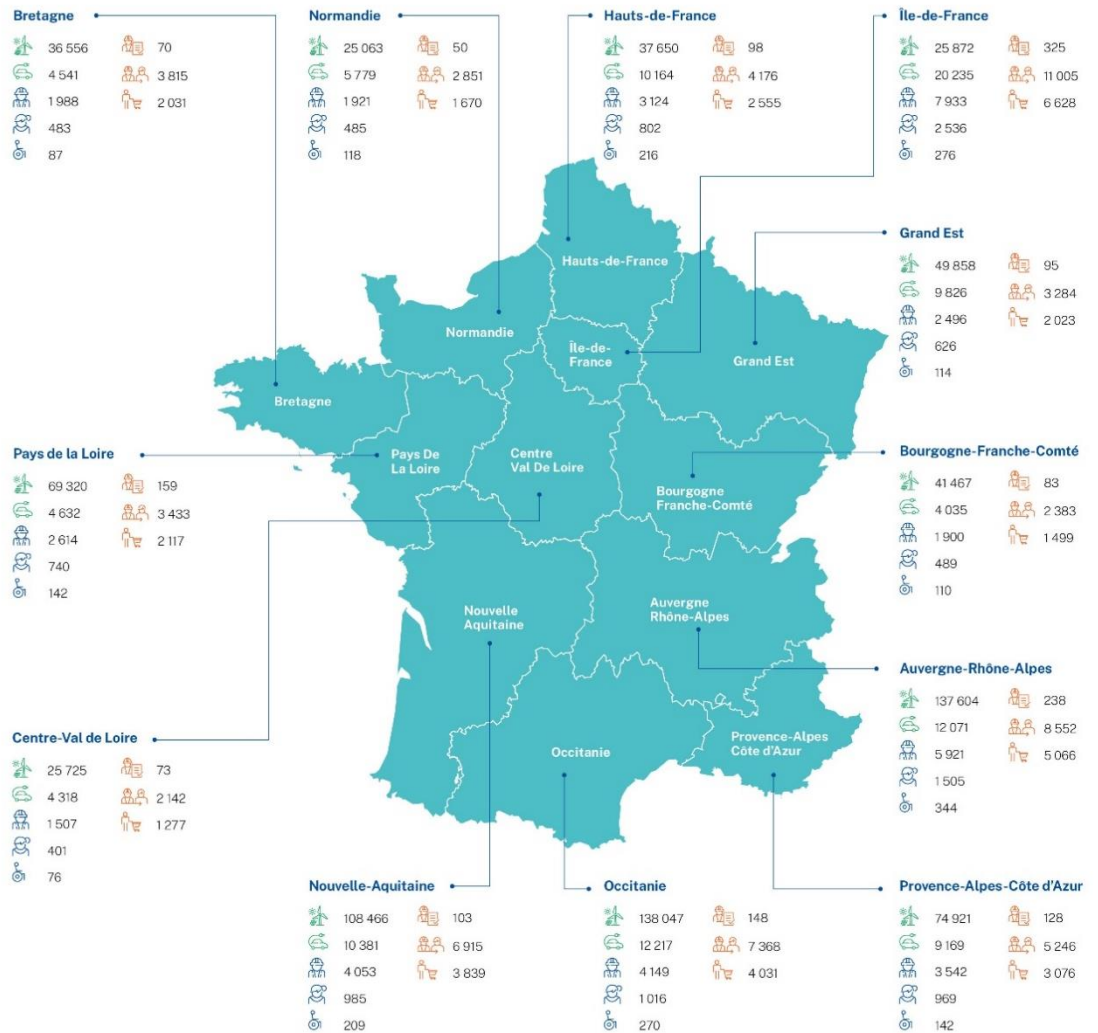 Bretagne
36 556 70
4 541 3 815
1 988 2 031
483
87
Normandie
25 063 50
5 779 2 851
1 921 1 670
485
118
Hauts-de-France
37 650 98
10 164 4 176
3 124 2 555
802
216
Île-de-France
25 872 325
20 235 11 005
7 933 6 628
2 536
276
Grand Est
49 858 95
9 826 3 284
2 496 2 023
626
114
Hauts-de-France
Normandie
Île-de-
France
Grand Est
Bretagne
Pays De
La Loire
Centre
Val De Loire
Bourgogne
Franche-Comté
Nouvelle
Aquitaine
Auvergne
Rhône-Alpes
Occitanie
Provence-Alpes
Côte d'Azur
Pays de la Loire
69 320 159
4 632 3 433
2 614 2 117
740
142
Bourgogne-Franche-Comté
41 467 83
4 035 2 383
1 900 1 499
489
110
Auvergne-Rhône-Alpes
137 604 238
12 071 8 552
5 921 5 066
1 505
344
Centre-Val de Loire
25 725 73
4 318 2 142
1 507 1 277
401
76
Nouvelle-Aquitaine
108 466 103
10 381 6 915
4 053 3 839
985
209
Occitanie
138 047 148
12 217 7 368
4 149 4 031
1 016
270
Provence-Alpes-Côte d'Azur
74 921 128
9 169 5 246
3 542 3 076
969
142